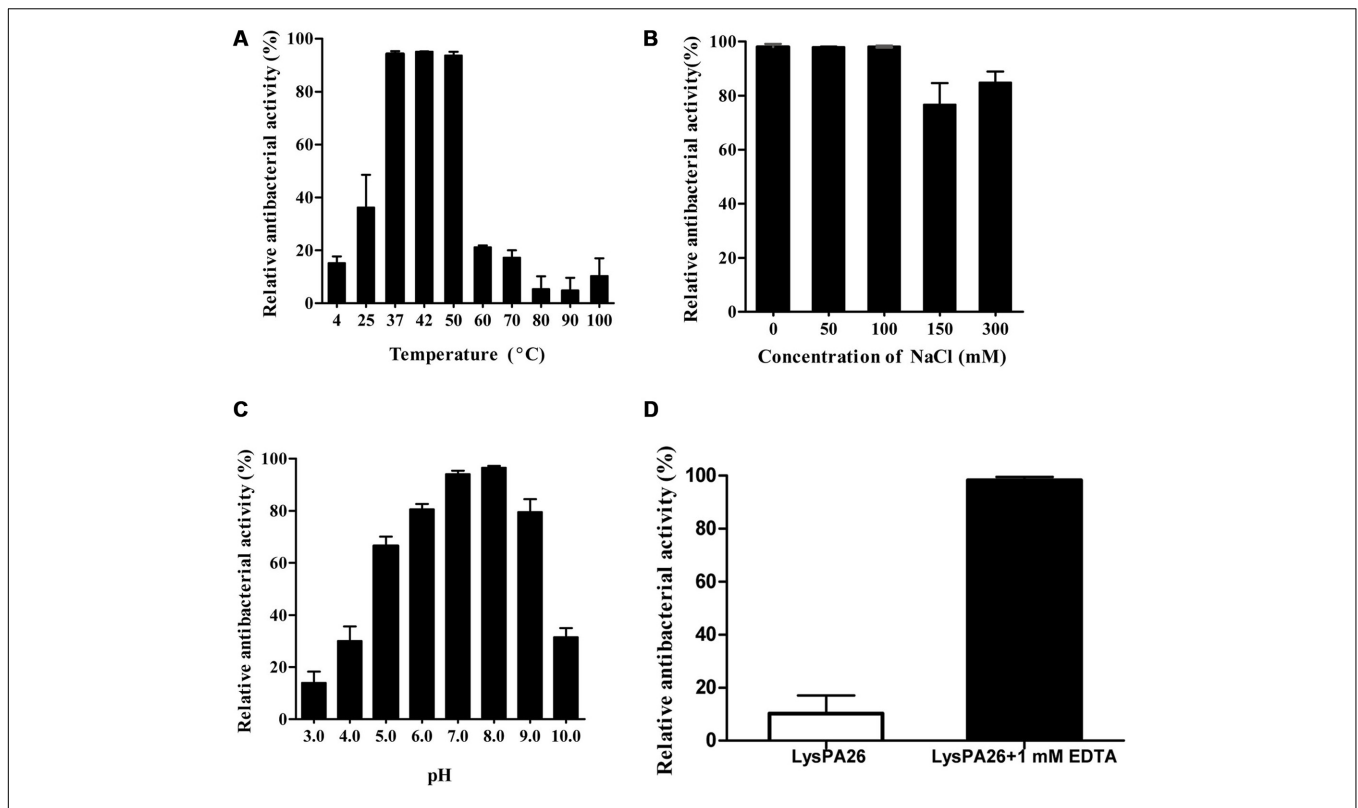 A
Relative antibacterial activity (%)
100
80
60
40
20
0
4 25 37 42 50 60 70 80 90 100
Temperature (°C)
B
Relative antibacterial activity(%)
100
80
60
40
20
0
0 50 100 150 300
Concentration of NaCl (mM)
C
Relative antibacterial activity (%)
100
80
60
40
20
0
3.0 4.0 5.0 6.0 7.0 8.0 9.0 10.0
pH
D
Relative antibacterial activity (%)
100
80
60
40
20
0
LysPA26 LysPA26+1 mM EDTA